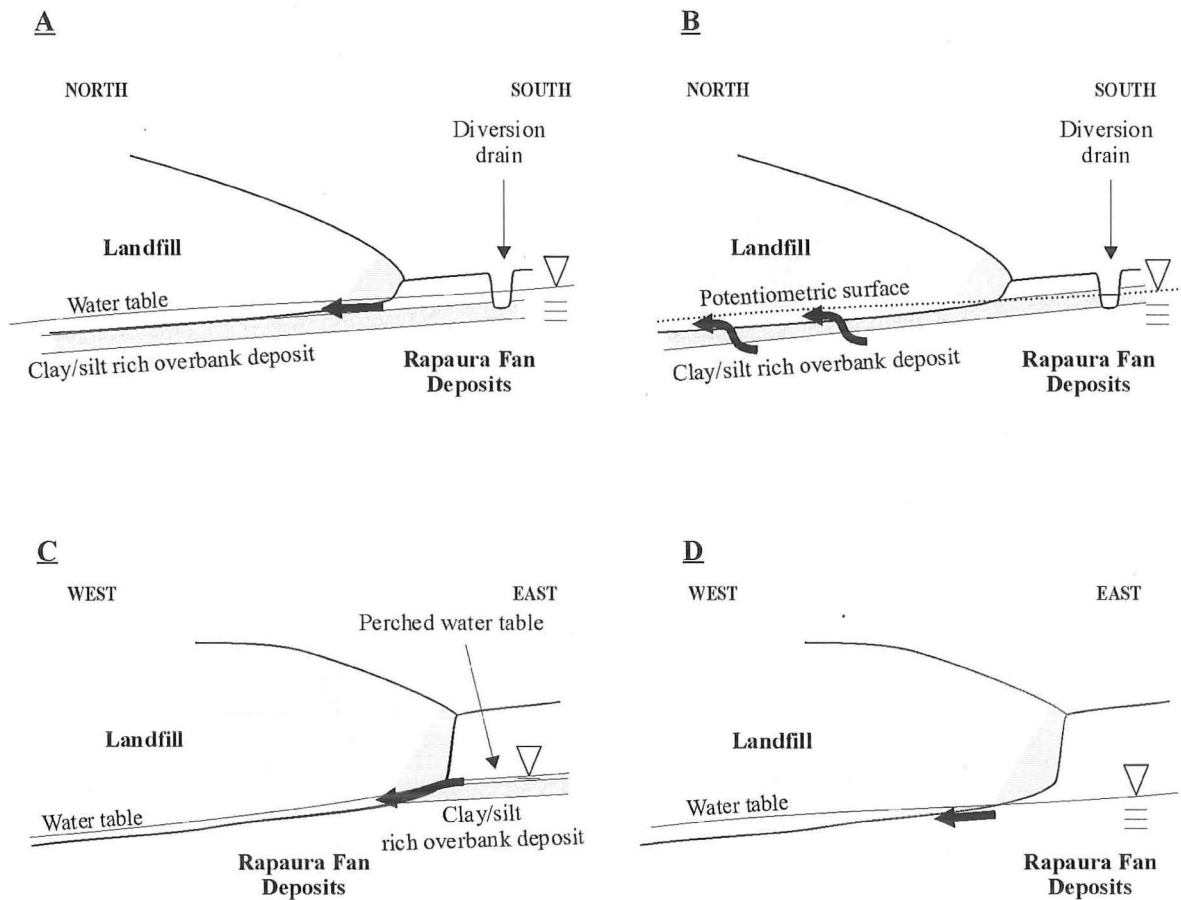 A
NORTH
SOUTH
Diversion
drain
Landfill
Water table
Clay/silt rich overbank deposit
Rapaura Fan
Deposits
B
NORTH
SOUTH
Diversion
drain
Landfill
Potentiometric surface
Clay/silt rich overbank deposit
Rapaura Fan
Deposits
C
WEST
EAST
Perched water table
Landfill
Water table
Clay/silt
rich overbank deposit
Rapaura Fan
Deposits
D
WEST
EAST
Landfill
Water table
Rapaura Fan
Deposits